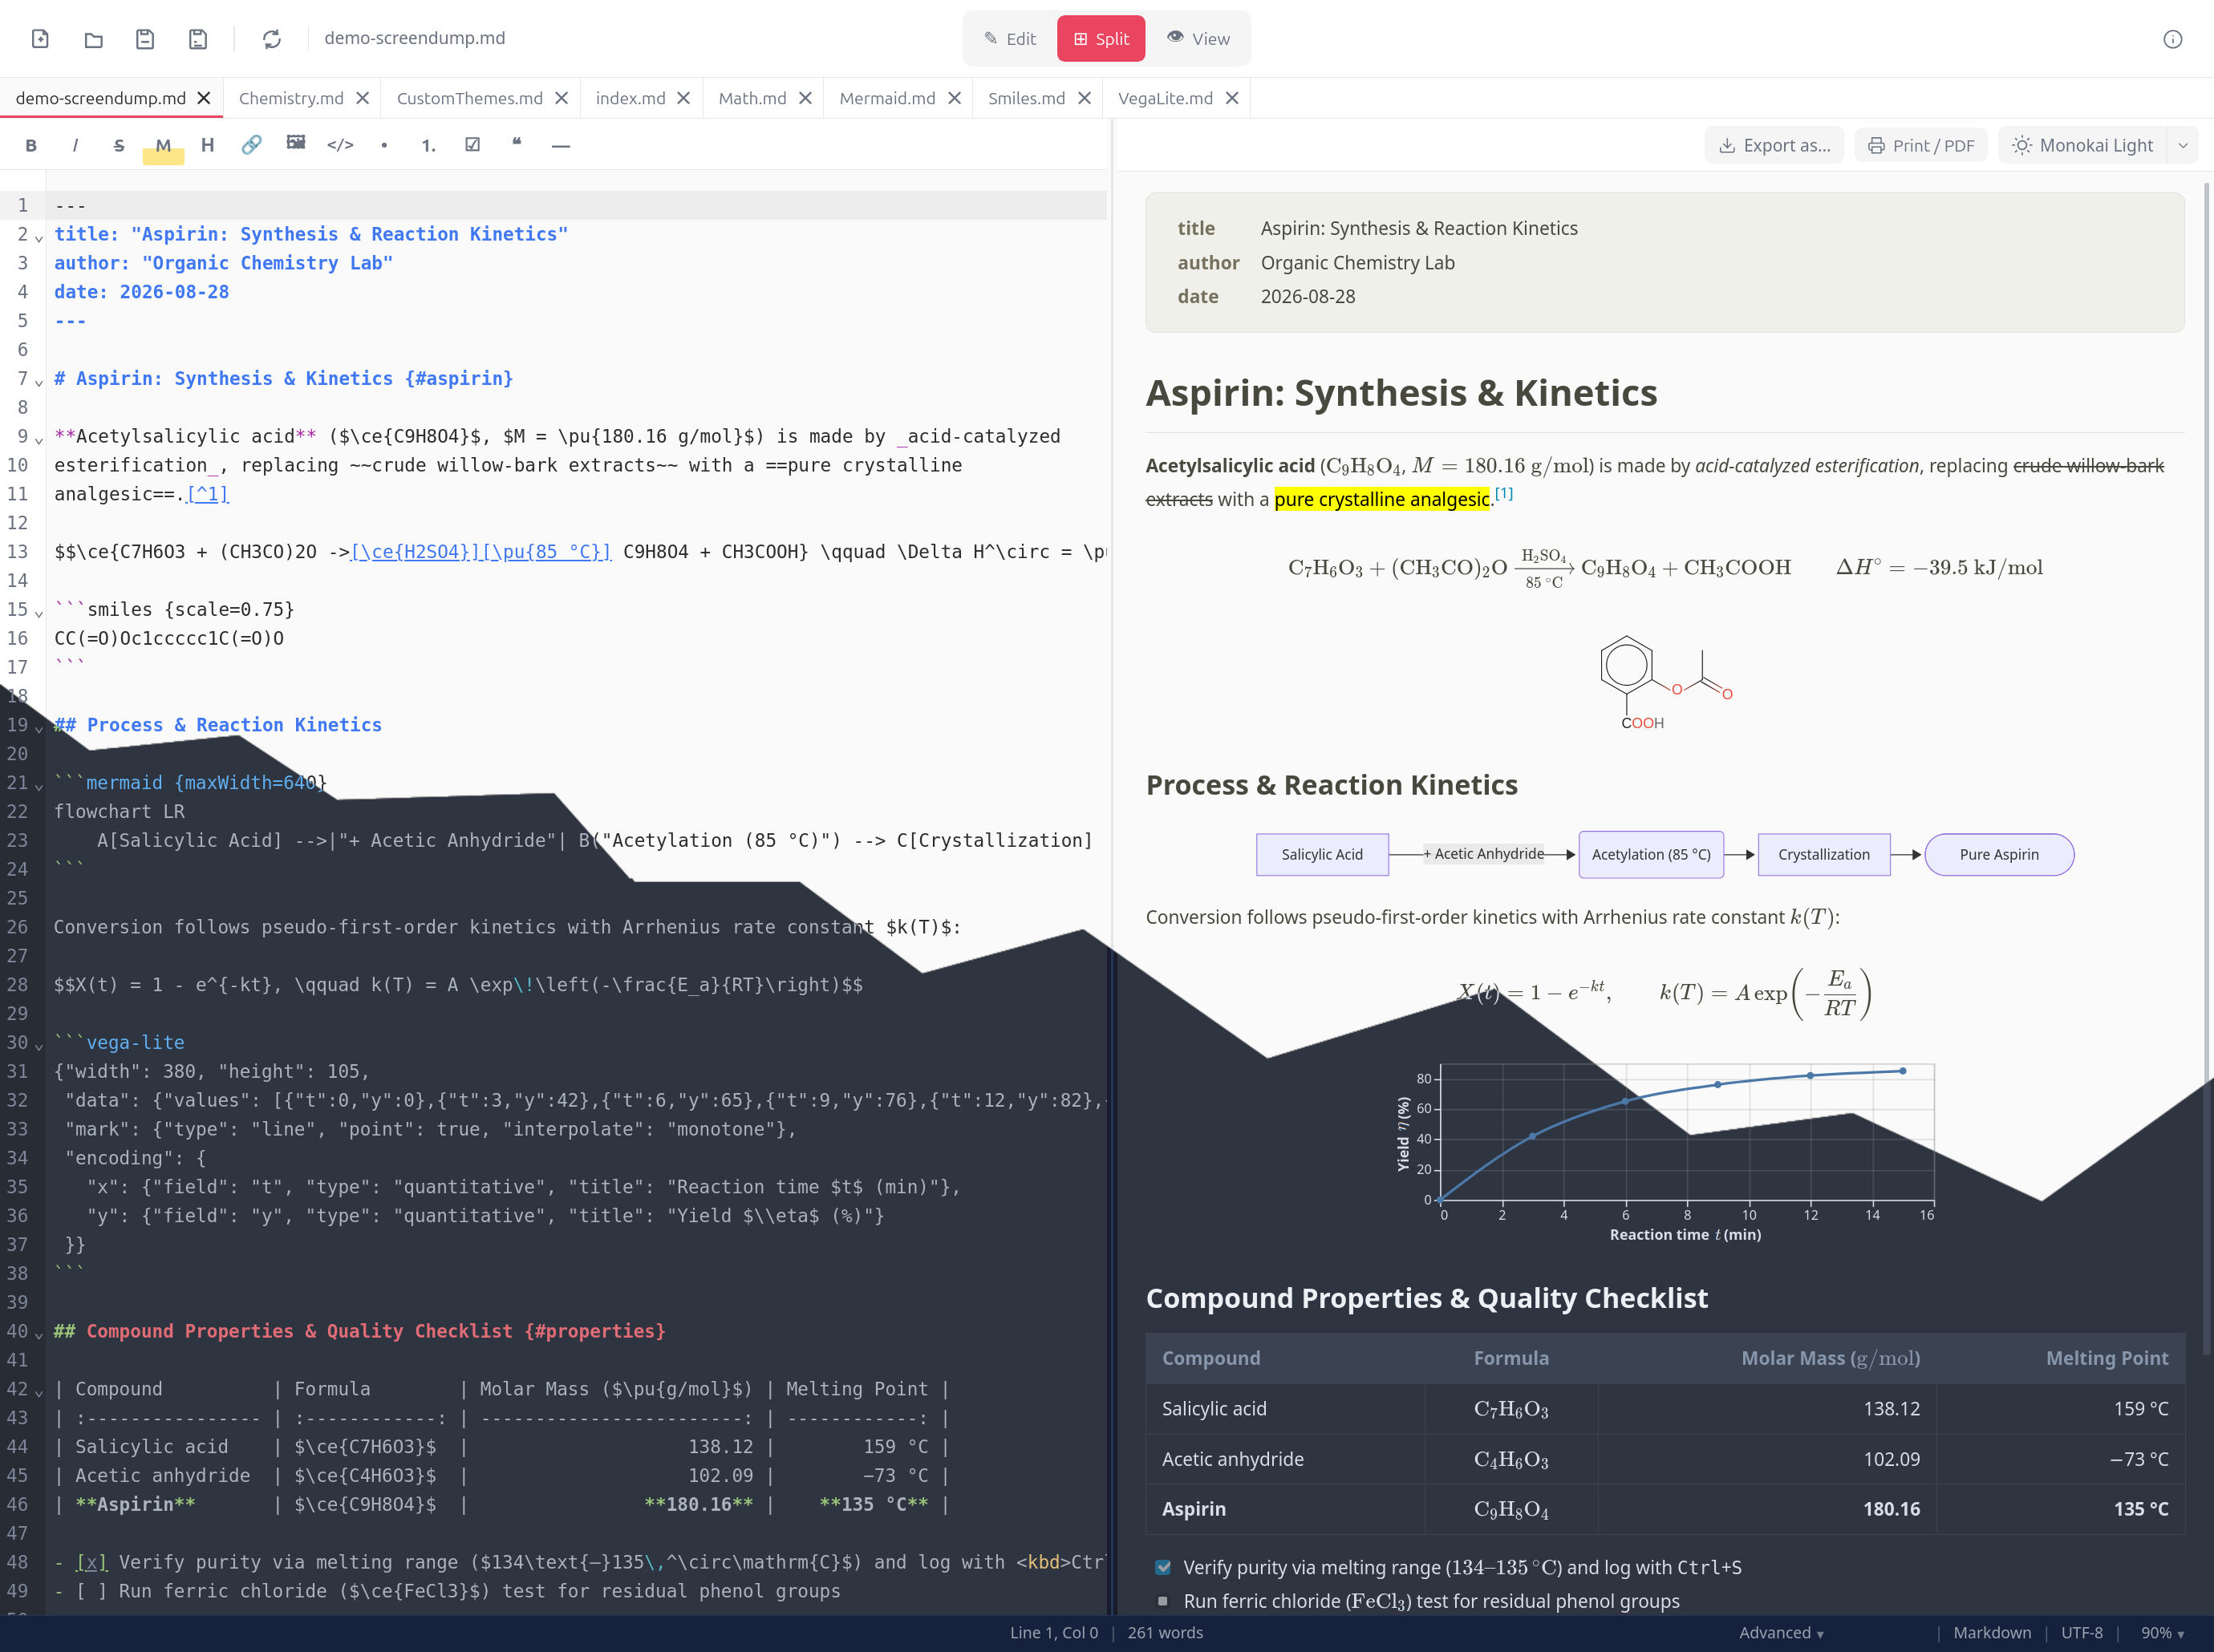 demo-screendump.md
✎ Edit
⊞ Split
View
demo-screendump.md
Chemistry.md
CustomThemes.md
index.md
Math.md
Mermaid.md
Smiles.md
VegaLite.md
B I S M H </> • 1. ☑ ❝ —
Export as...
Print / PDF
Monokai Light
1 ---
2 title: "Aspirin: Synthesis & Reaction Kinetics"
3 author: "Organic Chemistry Lab"
4 date: 2026-08-28
5 ---
6
7 # Aspirin: Synthesis & Kinetics {#aspirin}
8
9 **Acetylsalicylic acid** ($\ce{C9H8O4}$, $M = \pu{180.16 g/mol}$) is made by _acid-catalyzed
10 esterification_, replacing ~~crude willow-bark extracts~~ with a ==pure crystalline
11 analgesic==.[^1]
12
13 $$\ce{C7H6O3 + (CH3CO)2O ->[\ce{H2SO4}][\pu{85 °C}] C9H8O4 + CH3COOH} \qquad \Delta H^\circ = \pu
14
15 ```smiles {scale=0.75}
16 CC(=O)Oc1ccccc1C(=O)O
17 ```
18
19 ## Process & Reaction Kinetics
20
21 ```mermaid {maxWidth=640}
22 flowchart LR
23     A[Salicylic Acid] -->|"+ Acetic Anhydride"| B("Acetylation (85 °C)") --> C[Crystallization]
24 ```
25
26 Conversion follows pseudo-first-order kinetics with Arrhenius rate constant $k(T)$:
27
28 $$X(t) = 1 - e^{-kt}, \qquad k(T) = A \exp\!\left(-\frac{E_a}{RT}\right)$$
29
30 ```vega-lite
31 {"width": 380, "height": 105,
32  "data": {"values": [{"t":0,"y":0},{"t":3,"y":42},{"t":6,"y":65},{"t":9,"y":76},{"t":12,"y":82},
33  "mark": {"type": "line", "point": true, "interpolate": "monotone"},
34  "encoding": {
35    "x": {"field": "t", "type": "quantitative", "title": "Reaction time $t$ (min)"},
36    "y": {"field": "y", "type": "quantitative", "title": "Yield $\\eta$ (%)"}
37  }}
38 ```
39
40 ## Compound Properties & Quality Checklist {#properties}
41
42 | Compound          | Formula        | Molar Mass ($\pu{g/mol}$) | Melting Point |
43 | :---------------- | :------------: | ------------------------: | ------------: |
44 | Salicylic acid    | $\ce{C7H6O3}$  |                    138.12 |        159 °C |
45 | Acetic anhydride  | $\ce{C4H6O3}$  |                    102.09 |        −73 °C |
46 | **Aspirin**       | $\ce{C9H8O4}$  |                **180.16** |    **135 °C** |
47
48 - [x] Verify purity via melting range ($134\text{–}135\,^\circ\mathrm{C}$) and log with <kbd>Ctr
49 - [ ] Run ferric chloride ($\ce{FeCl3}$) test for residual phenol groups
title Aspirin: Synthesis & Reaction Kinetics
author Organic Chemistry Lab
date 2026-08-28
Aspirin: Synthesis & Kinetics
Acetylsalicylic acid (C₉H₈O₄, M = 180.16 g/mol) is made by acid-catalyzed esterification, replacing crude willow-bark
extracts with a pure crystalline analgesic.[1]
C₇H₆O₃ + (CH₃CO)₂O H₂SO₄ ⟶ 85 °C C₉H₈O₄ + CH₃COOH ΔH° = −39.5 kJ/mol
O
O
COOH
Process & Reaction Kinetics
Salicylic Acid
+ Acetic Anhydride
Acetylation (85 °C)
Crystallization
Pure Aspirin
Conversion follows pseudo-first-order kinetics with Arrhenius rate constant k(T):
X(t) = 1 − e^{−kt}, k(T) = A exp(−E_a/RT)
Yield η (%)
80
60
40
20
0
0 2 4 6 8 10 12 14 16
Reaction time t (min)
Compound Properties & Quality Checklist
Compound Formula Molar Mass (g/mol) Melting Point
Salicylic acid C₇H₆O₃ 138.12 159 °C
Acetic anhydride C₄H₆O₃ 102.09 −73 °C
Aspirin C₉H₈O₄ 180.16 135 °C
Verify purity via melting range (134–135 °C) and log with Ctrl+S
Run ferric chloride (FeCl₃) test for residual phenol groups
Line 1, Col 0 | 261 words
Advanced ▾ | Markdown | UTF-8 | 90% ▾